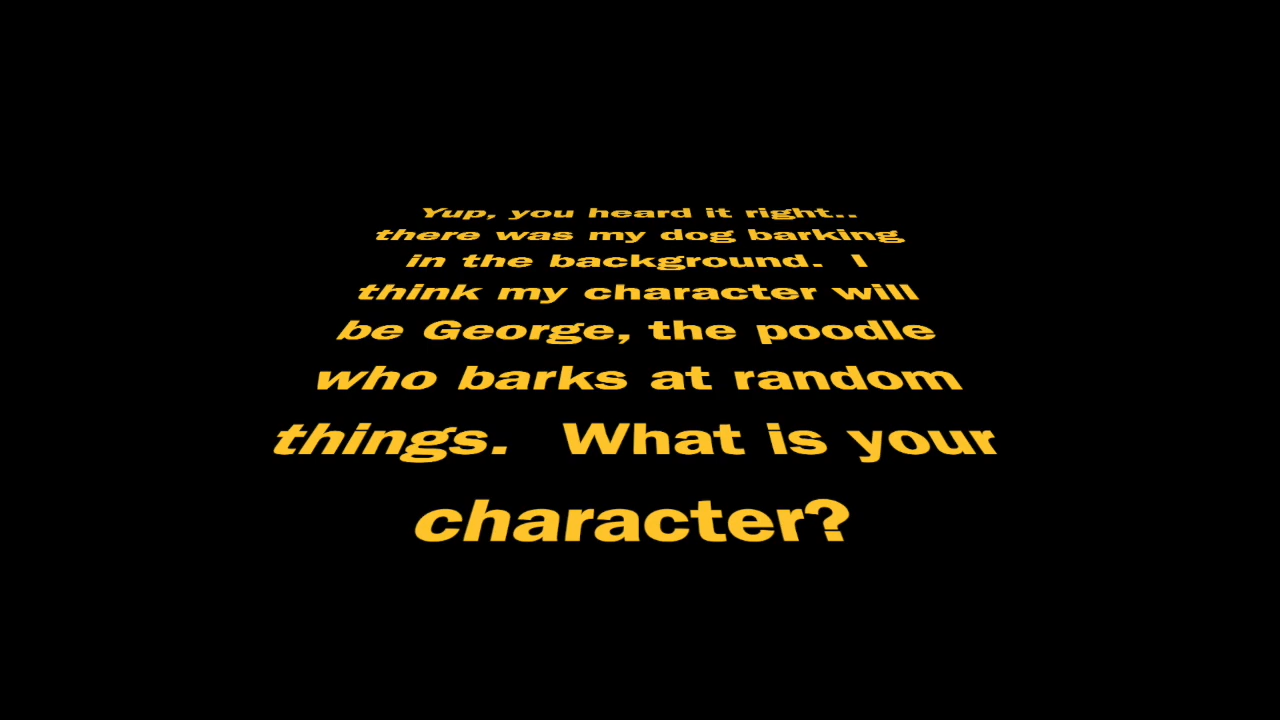 Yup, you heard it right..
there was my dog barking
in the background.  I
think my character will
be George, the poodle
who barks at random
things.  What is your
character?